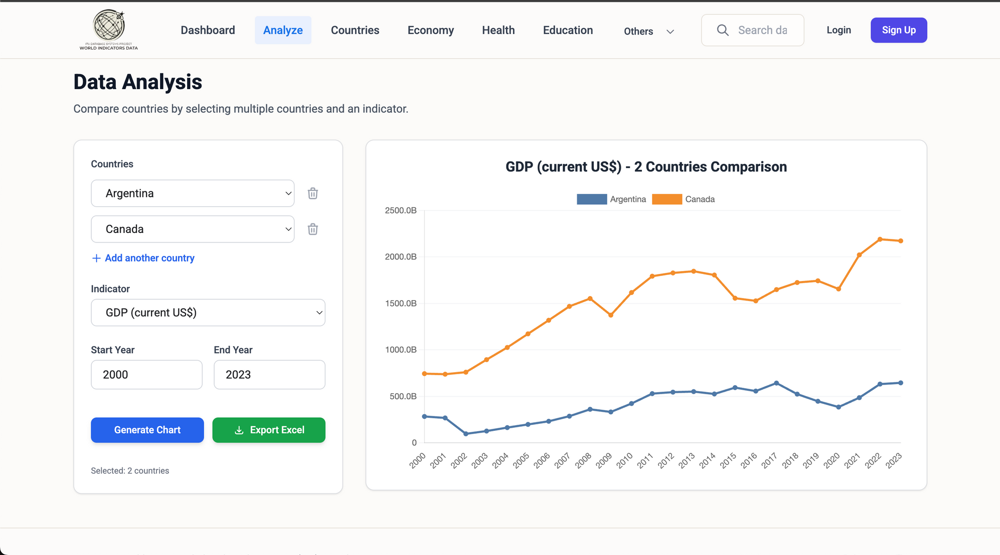 ITU DATABASE SYSTEMS PROJECT
WORLD INDICATORS DATA
Dashboard
Analyze
Countries
Economy
Health
Education
Others
Search da
Login
Sign Up
Data Analysis
Compare countries by selecting multiple countries and an indicator.
Countries
Argentina
Canada
Add another country
Indicator
GDP (current US$)
Start Year
End Year
2000
2023
Generate Chart
Export Excel
Selected: 2 countries
GDP (current US$) - 2 Countries Comparison
Argentina
Canada
2500.0B
2000.0B
1500.0B
1000.0B
500.0B
0
2000
2001
2002
2003
2004
2005
2006
2007
2008
2009
2010
2011
2012
2013
2014
2015
2016
2017
2018
2019
2020
2021
2022
2023